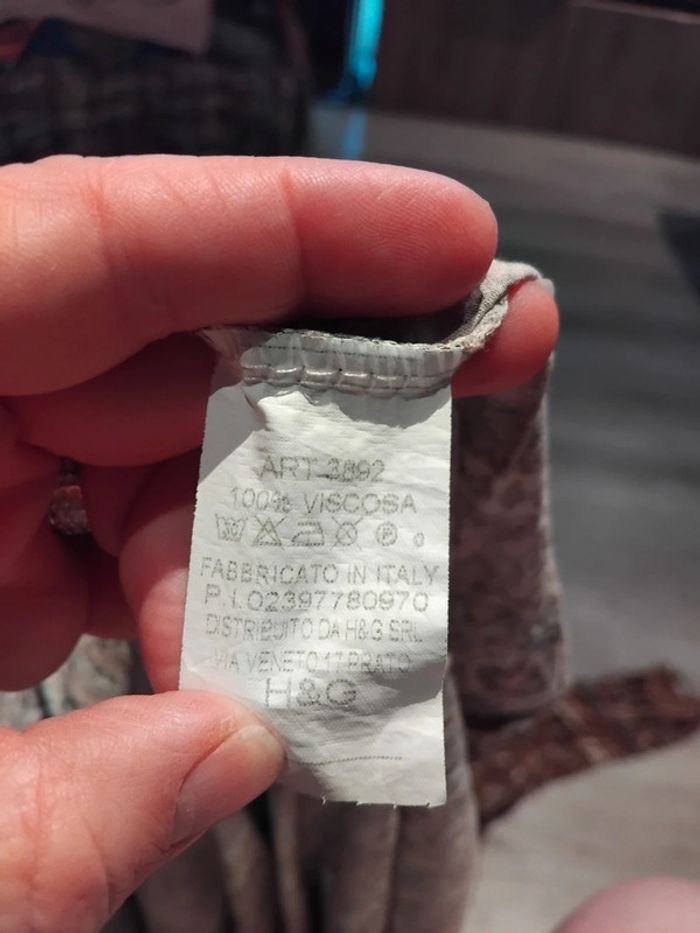 ART 3892
100% VISCOSA
P
FABBRICATO IN ITALY
P.I.02397780970
DISTRIBUITO DA H&G SRL
VIA VENETO 17 PRATO
H&G